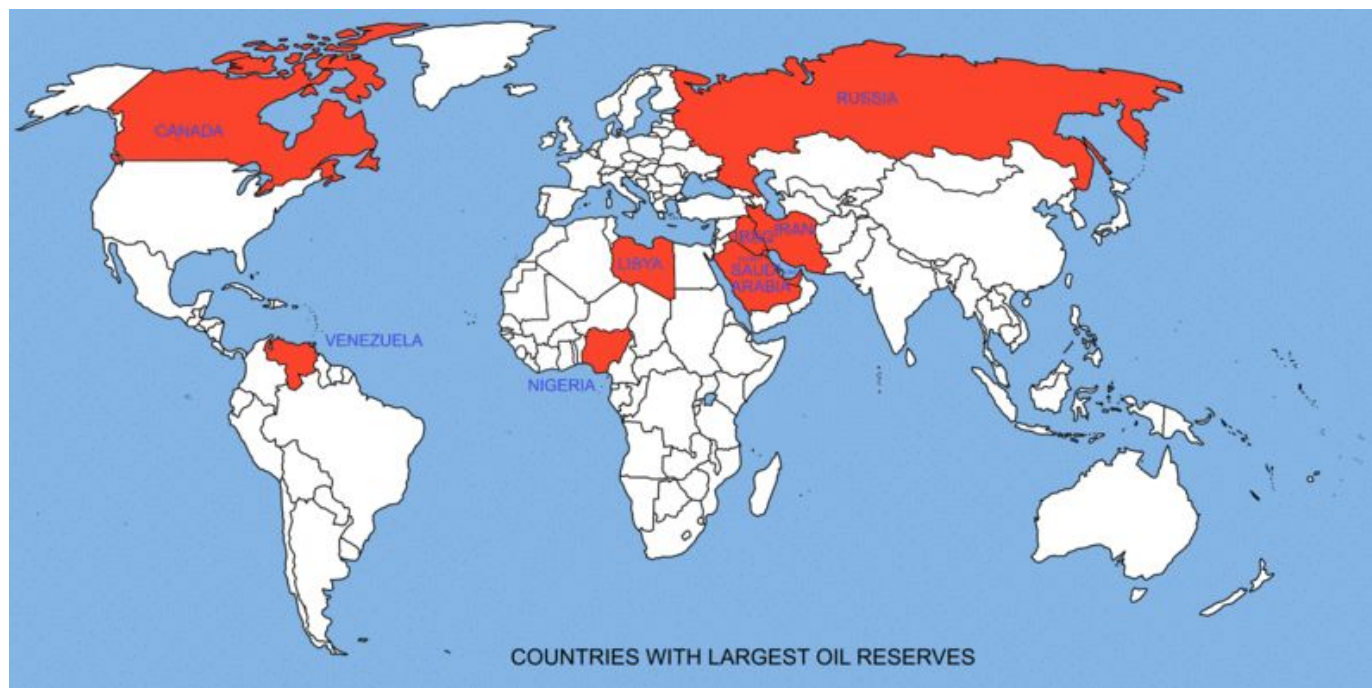 CANADA
RUSSIA
IRAQ
IRAN
LIBYA
SAUDI
ARABIA
VENEZUELA
NIGERIA
COUNTRIES WITH LARGEST OIL RESERVES